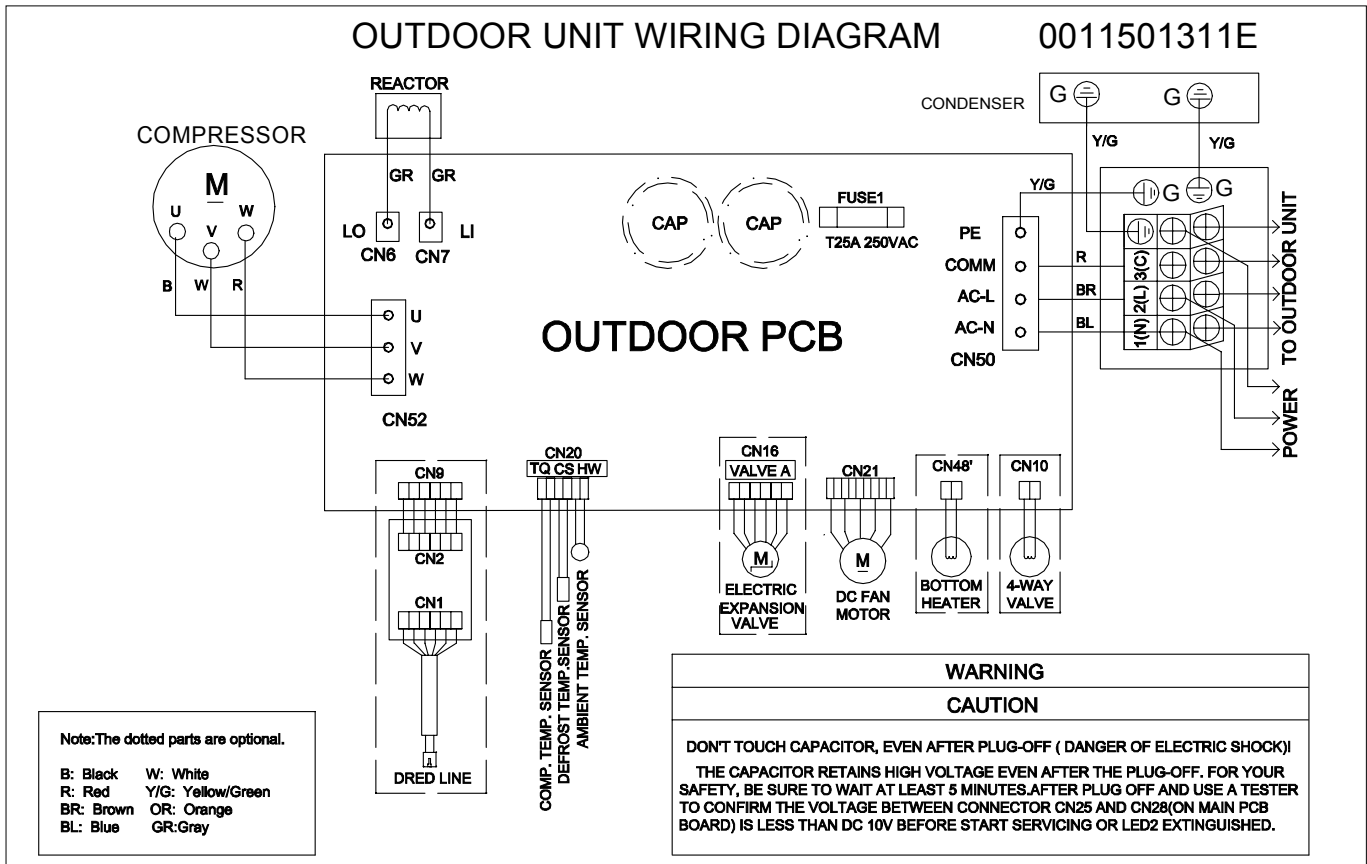 OUTDOOR UNIT WIRING DIAGRAM 0011501311E
REACTOR
COMPRESSOR
M
U
V
W
B
W
R
GR GR
LO
CN6
CN7
LI
CAP
CAP
FUSE1
T25A 250VAC
CONDENSER
G
G
Y/G
Y/G
Y/G
G
G
PE
COMM
AC-L
AC-N
CN50
R
BR
BL
3(C)
2(L)
1(N)
TO OUTDOOR UNIT
POWER
U
V
W
CN52
OUTDOOR PCB
CN9
CN2
CN1
DRED LINE
CN20
TQ CS HW
COMP. TEMP. SENSOR
DEFROST TEMP.SENSOR
AMBIENT TEMP. SENSOR
CN16
VALVE A
M
ELECTRIC
EXPANSION
VALVE
CN21
M
DC FAN
MOTOR
CN48'
BOTTOM
HEATER
CN10
4-WAY
VALVE
Note:The dotted parts are optional.
B: Black W: White
R: Red Y/G: Yellow/Green
BR: Brown OR: Orange
BL: Blue GR:Gray
WARNING
CAUTION
DON'T TOUCH CAPACITOR, EVEN AFTER PLUG-OFF ( DANGER OF ELECTRIC SHOCK)!
THE CAPACITOR RETAINS HIGH VOLTAGE EVEN AFTER THE PLUG-OFF. FOR YOUR
SAFETY, BE SURE TO WAIT AT LEAST 5 MINUTES.AFTER PLUG OFF AND USE A TESTER
TO CONFIRM THE VOLTAGE BETWEEN CONNECTOR CN25 AND CN28(ON MAIN PCB
BOARD) IS LESS THAN DC 10V BEFORE START SERVICING OR LED2 EXTINGUISHED.